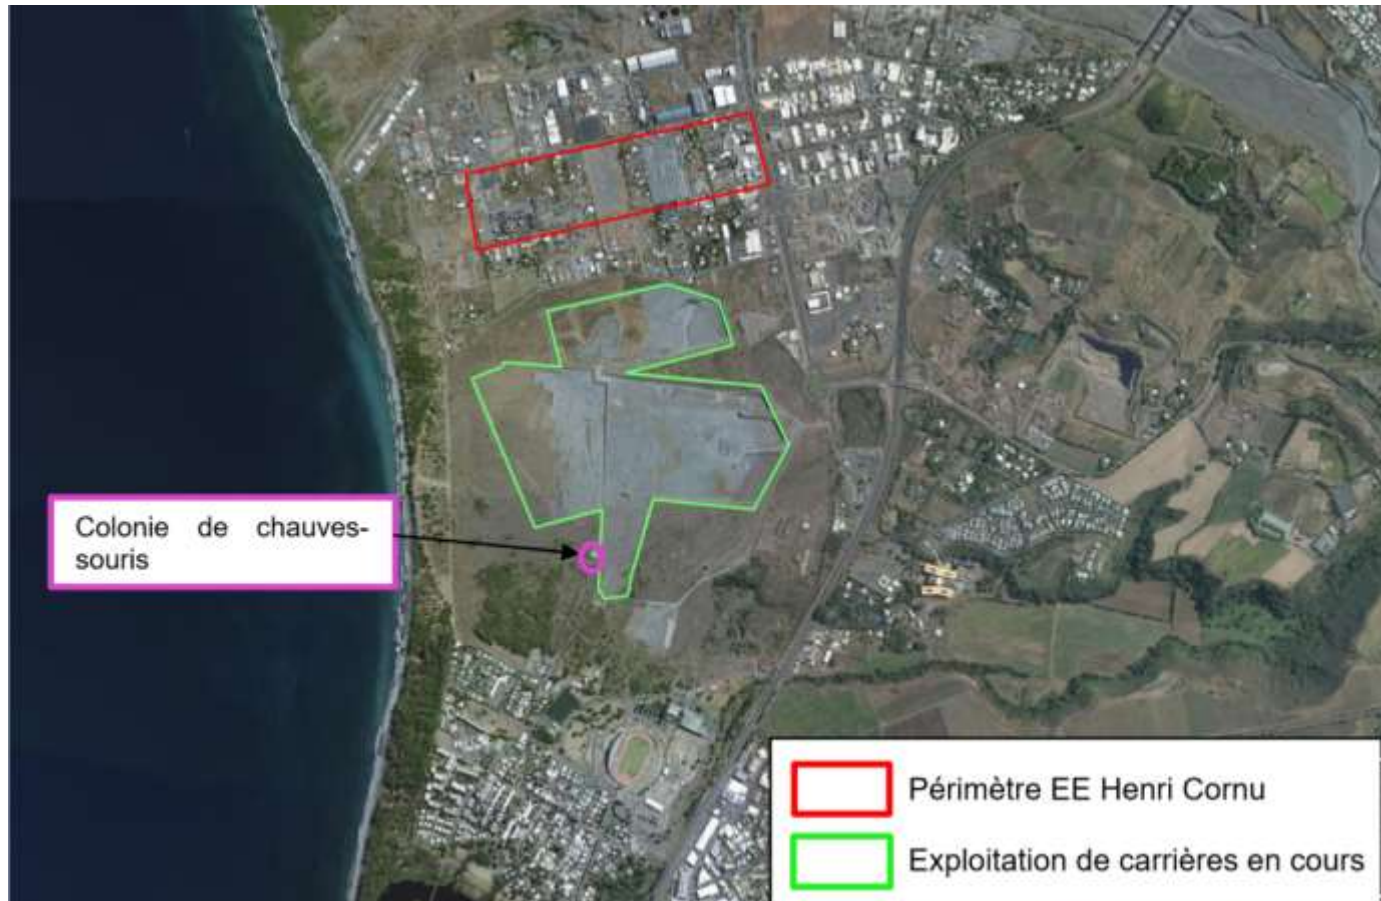 Colonie de chauves-
souris
Périmètre EE Henri Cornu
Exploitation de carrières en cours